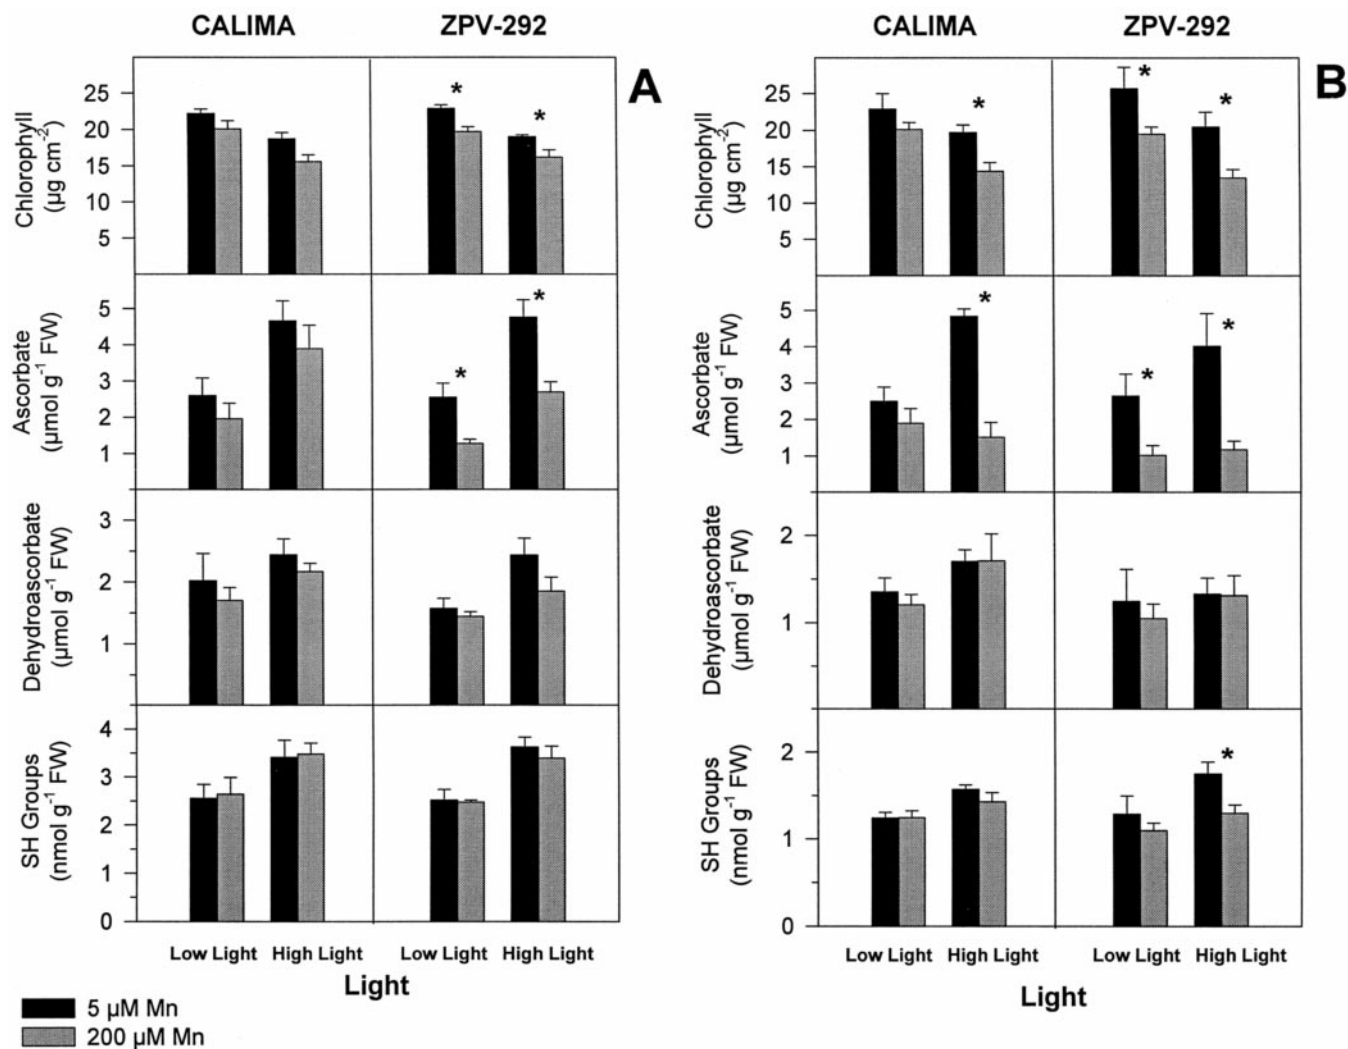 CALIMA ZPV-292
A
25
20
15
10
5
Chlorophyll
(µg cm-2)
5
4
3
2
1
Ascorbate
(µmol g-1 FW)
3
2
1
Dehydroascorbate
(µmol g-1 FW)
4
3
2
1
0
SH Groups
(nmol g-1 FW)
* * * *
Low Light High Light Low Light High Light
Light
5 µM Mn
200 µM Mn
CALIMA ZPV-292
B
25
20
15
10
5
Chlorophyll
(µg cm-2)
5
4
3
2
1
Ascorbate
(µmol g-1 FW)
2
1
Dehydroascorbate
(µmol g-1 FW)
2
1
0
SH Groups
(nmol g-1 FW)
* * * * * * *
Low Light High Light Low Light High Light
Light